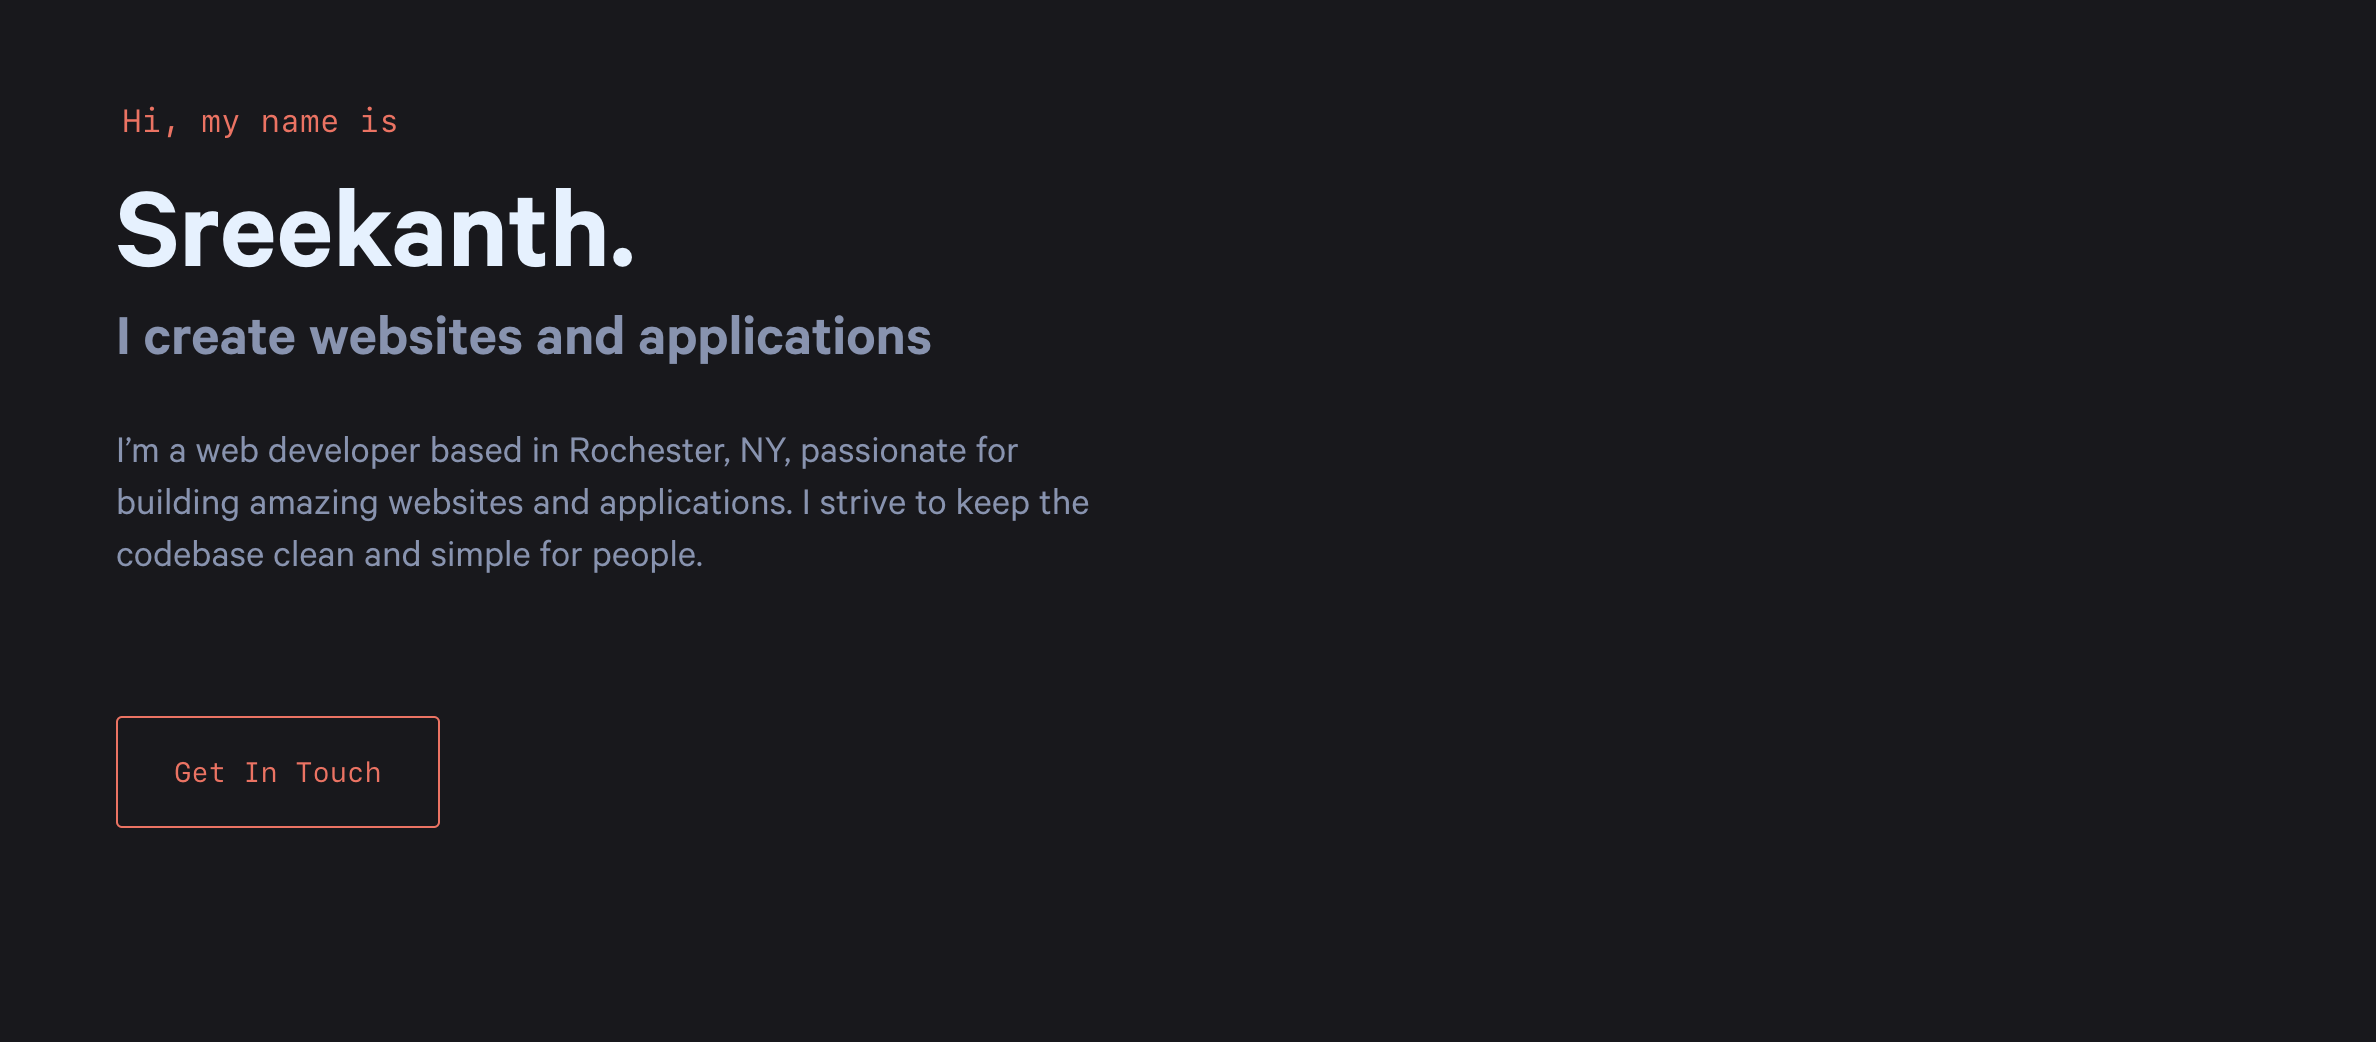 Hi, my name is
Sreekanth.
I create websites and applications
I’m a web developer based in Rochester, NY, passionate for
building amazing websites and applications. I strive to keep the
codebase clean and simple for people.
Get In Touch